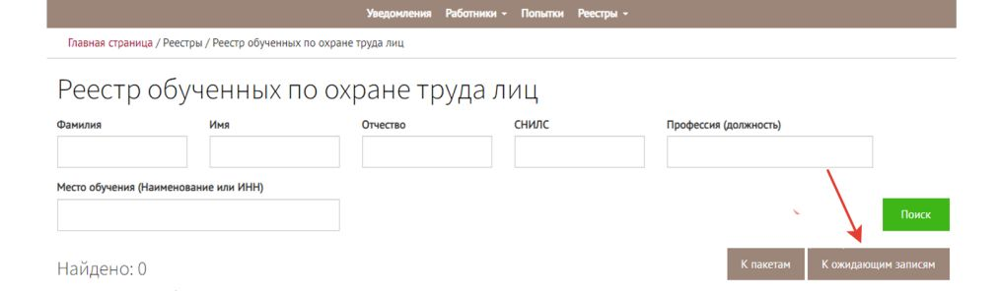 Уведомления Работники Попытки Реестры
Главная страница / Реестры / Реестр обученных по охране труда лиц
Реестр обученных по охране труда лиц
Фамилия Имя Отчество СНИЛС Профессия (должность)
Место обучения (Наименование или ИНН)
Поиск
Найдено: 0 К пакетам К ожидающим записям